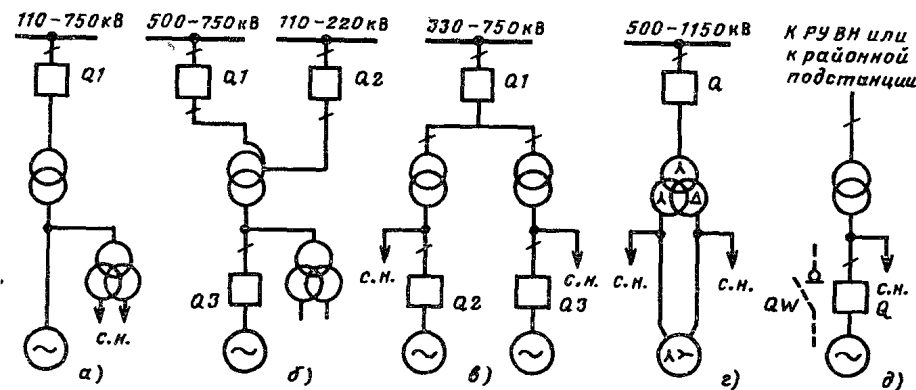 110-750кВ
500-750кВ
110-220кВ
330-750кВ
500-1150кВ
К РУ ВН или
к районной
подстанции
Q1
Q1
Q2
Q1
Q
с.н.
с.н.
с.н.
с.н.
с.н.
Q3
Q2
Q3
QW
Q
с.н.
а)
б)
в)
г)
д)